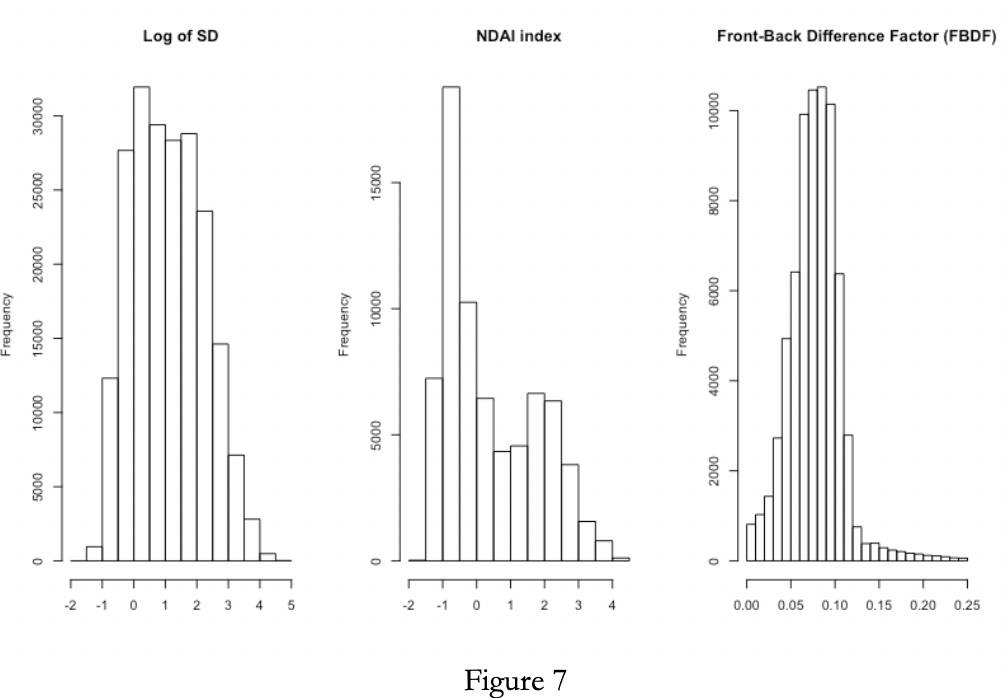 Log of SD
NDAI index
Front-Back Difference Factor (FBDF)
Frequency
0
5000
10000
15000
20000
25000
30000
-2 -1 0 1 2 3 4 5
Frequency
0
5000
10000
15000
-2 -1 0 1 2 3 4
Frequency
0
2000
4000
6000
8000
10000
0.00 0.05 0.10 0.15 0.20 0.25
Figure 7